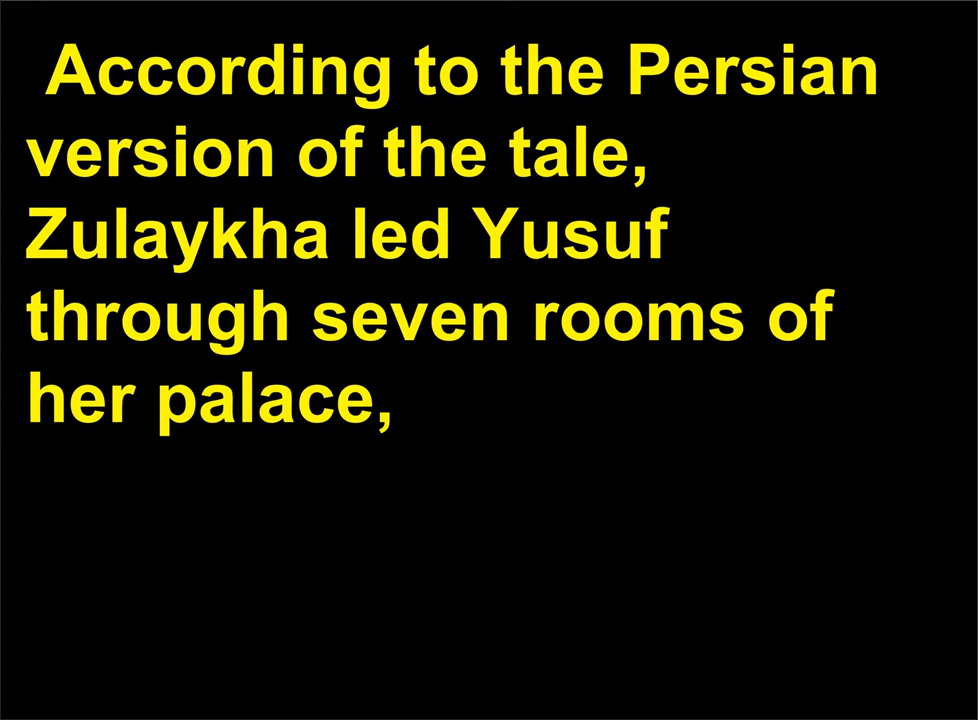 According to the Persian
version of the tale,
Zulaykha led Yusuf
through seven rooms of
her palace,